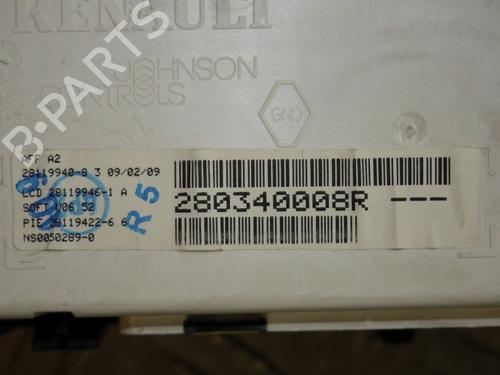 RENAULT
JOHNSON
CONTROLS
GND
AFF A2
28119940-8 3 09/02/09
LCD 28119946-1 A
SOFT V06.52
PIE 28119422-6 6
NS0050289-0
280340008R ---
R5
B-PARTS